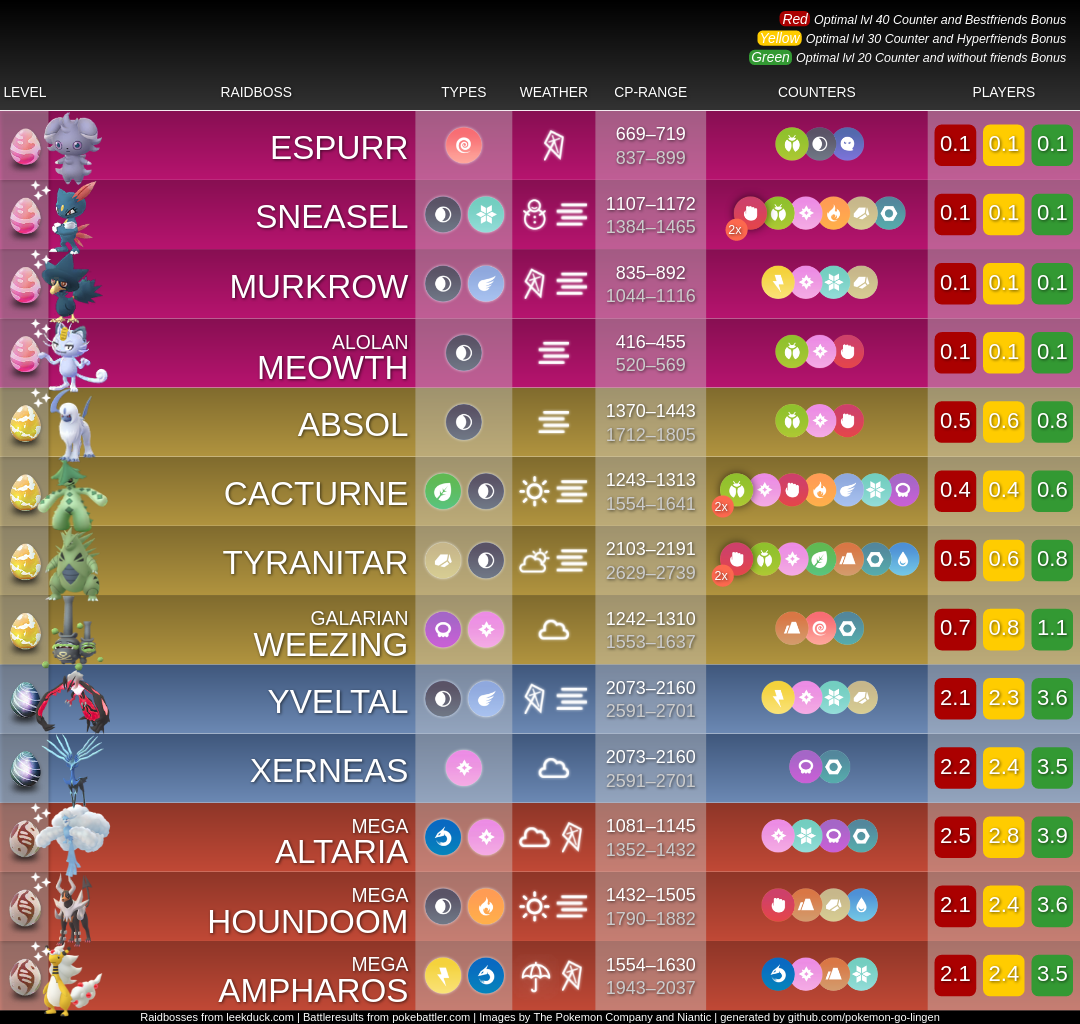 Red Optimal lvl 40 Counter and Bestfriends Bonus
Yellow Optimal lvl 30 Counter and Hyperfriends Bonus
Green Optimal lvl 20 Counter and without friends Bonus
LEVEL RAIDBOSS TYPES WEATHER CP-RANGE COUNTERS PLAYERS
ESPURR 669–719 0.1 0.1 0.1
837–899
SNEASEL 1107–1172 0.1 0.1 0.1
1384–1465 2x
MURKROW 835–892 0.1 0.1 0.1
1044–1116
ALOLAN 416–455 0.1 0.1 0.1
MEOWTH 520–569
ABSOL 1370–1443 0.5 0.6 0.8
1712–1805
CACTURNE 1243–1313 0.4 0.4 0.6
1554–1641 2x
TYRANITAR 2103–2191 0.5 0.6 0.8
2629–2739 2x
GALARIAN 1242–1310 0.7 0.8 1.1
WEEZING 1553–1637
YVELTAL 2073–2160 2.1 2.3 3.6
2591–2701
XERNEAS 2073–2160 2.2 2.4 3.5
2591–2701
MEGA 1081–1145 2.5 2.8 3.9
ALTARIA 1352–1432
MEGA 1432–1505 2.1 2.4 3.6
HOUNDOOM 1790–1882
MEGA 1554–1630 2.1 2.4 3.5
AMPHAROS 1943–2037
Raidbosses from leekduck.com | Battleresults from pokebattler.com | Images by The Pokemon Company and Niantic | generated by github.com/pokemon-go-lingen